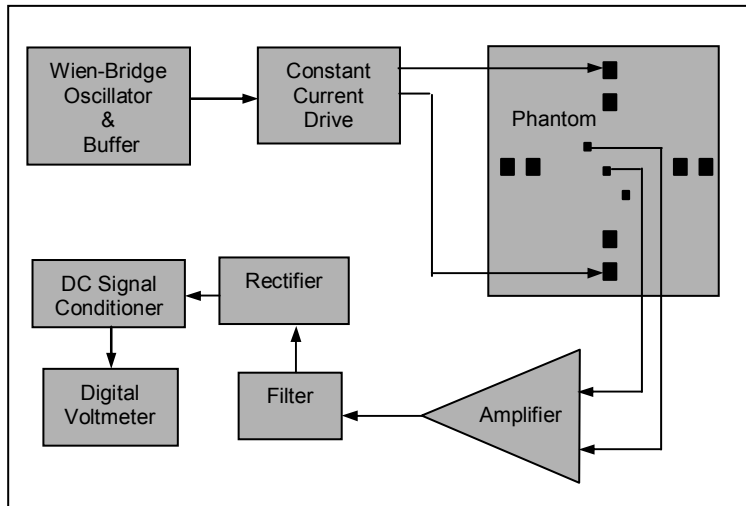 Wien-Bridge
Oscillator
&
Buffer
Constant
Current
Drive
Phantom
DC Signal
Conditioner
Rectifier
Digital
Voltmeter
Filter
Amplifier